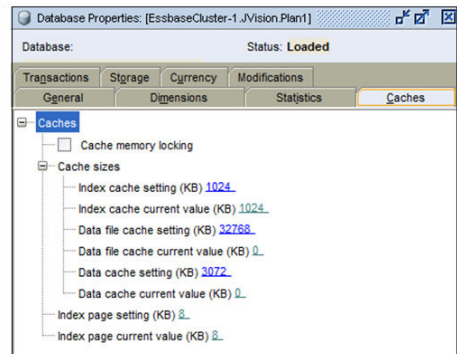 Database Properties: [EssbaseCluster-1.JVision.Plan1]
Database: Status: Loaded
Transactions Storage Currency Modifications
General Dimensions Statistics Caches
Caches
Cache memory locking
Cache sizes
Index cache setting (KB) 1024
Index cache current value (KB) 1024
Data file cache setting (KB) 32768
Data file cache current value (KB) 0
Data cache setting (KB) 3072
Data cache current value (KB) 0
Index page setting (KB) 8
Index page current value (KB) 8